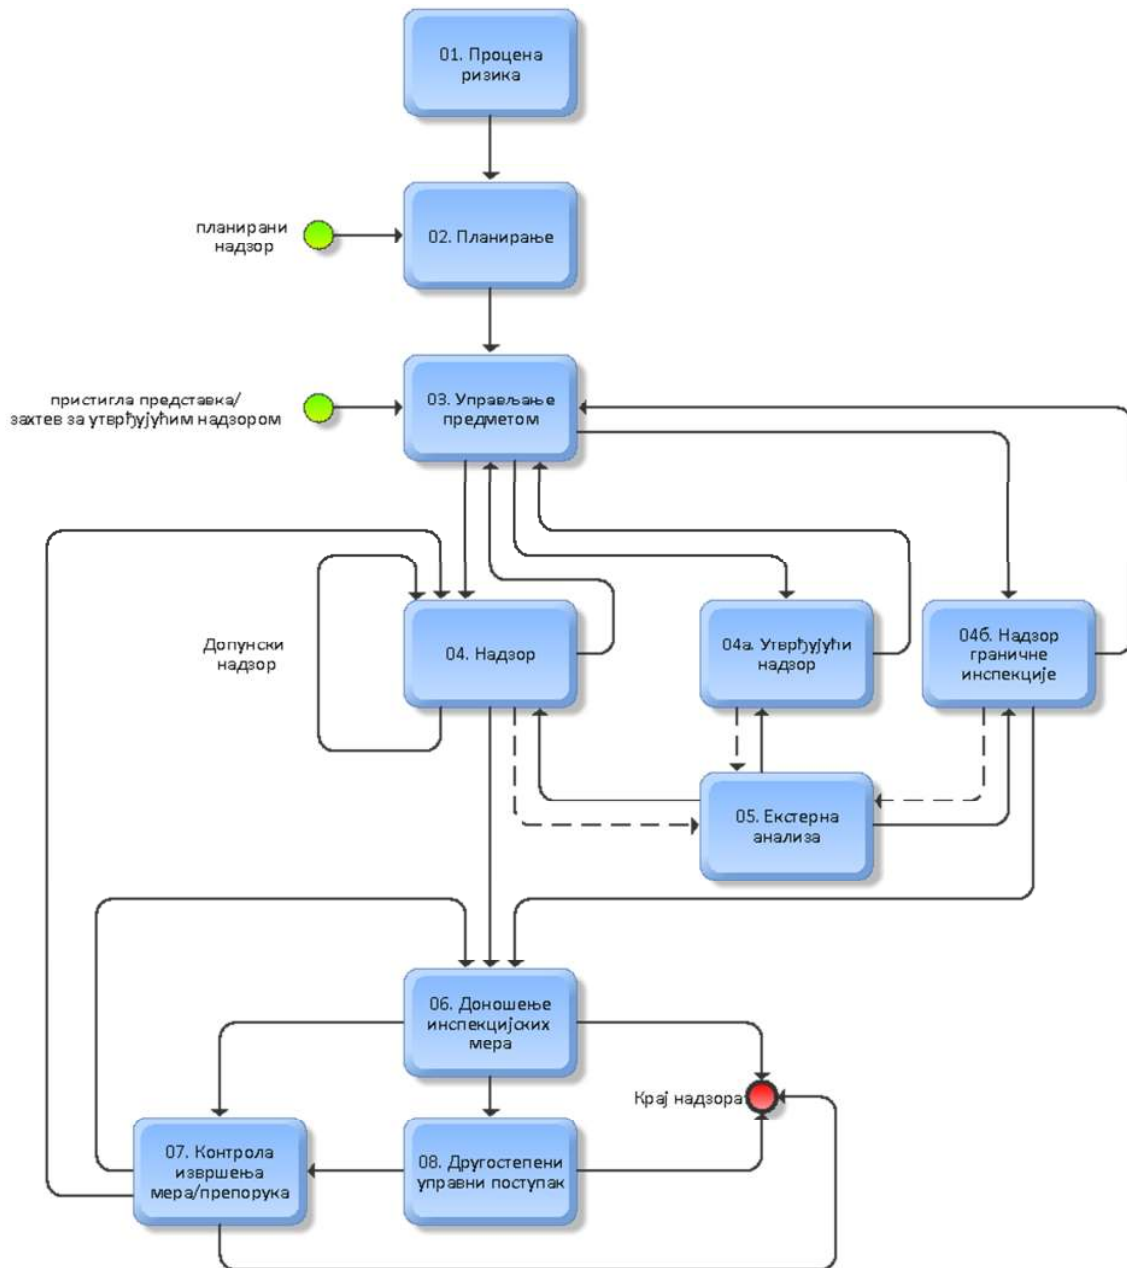 01. Процена
ризика
планирани
надзор
02. Планирање
пристигла представка/
захтев за утврђујућим надзором
03. Управљање
предметом
Допунски
надзор
04. Надзор
04а. Утврђујући
надзор
04б. Надзор
граничне
инспекције
05. Екстерна
анализа
06. Доношење
инспекцијских
мера
Крај надзора
07. Контрола
извршења
мера/препорука
08. Другостепени
управни поступак